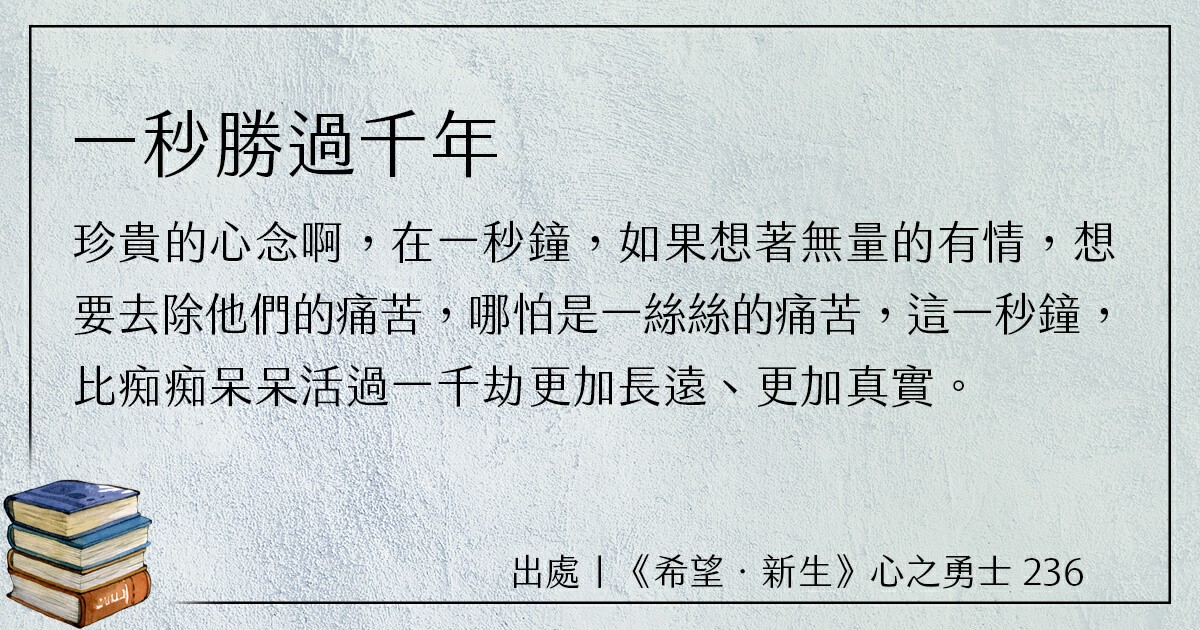 一秒勝過千年
珍貴的心念啊，在一秒鐘，如果想著無量的有情，想
要去除他們的痛苦，哪怕是一絲絲的痛苦，這一秒鐘，
比痴痴呆呆活過一千劫更加長遠、更加真實。
出處｜《希望．新生》心之勇士 236